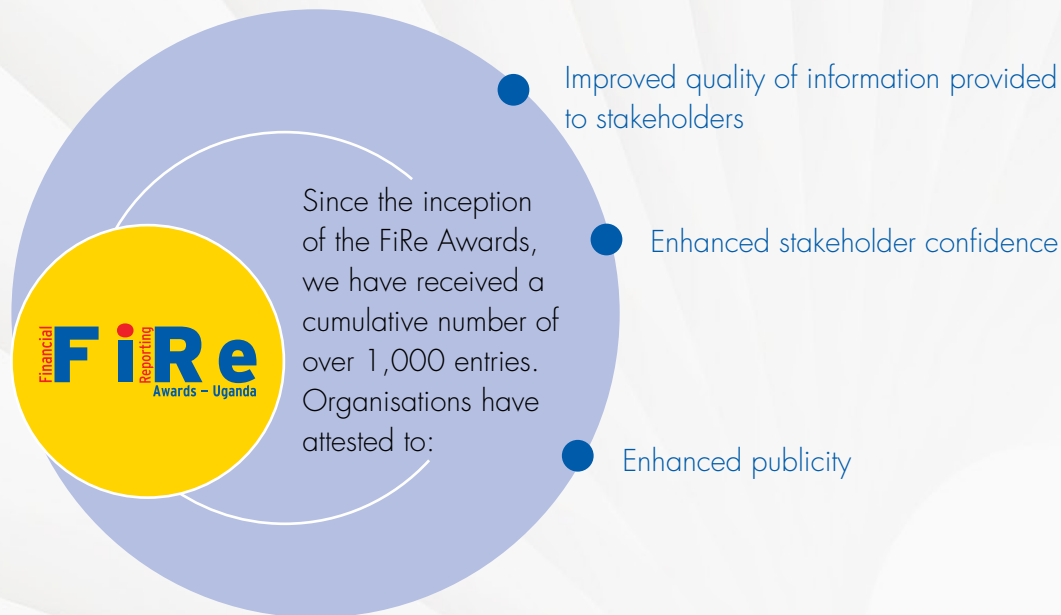 Improved quality of information provided
to stakeholders
Since the inception
of the FiRe Awards,
we have received a
cumulative number of
over 1,000 entries.
Organisations have
attested to:
Enhanced stakeholder confidence
Financial
FiRe
Reporting
Awards – Uganda
Enhanced publicity